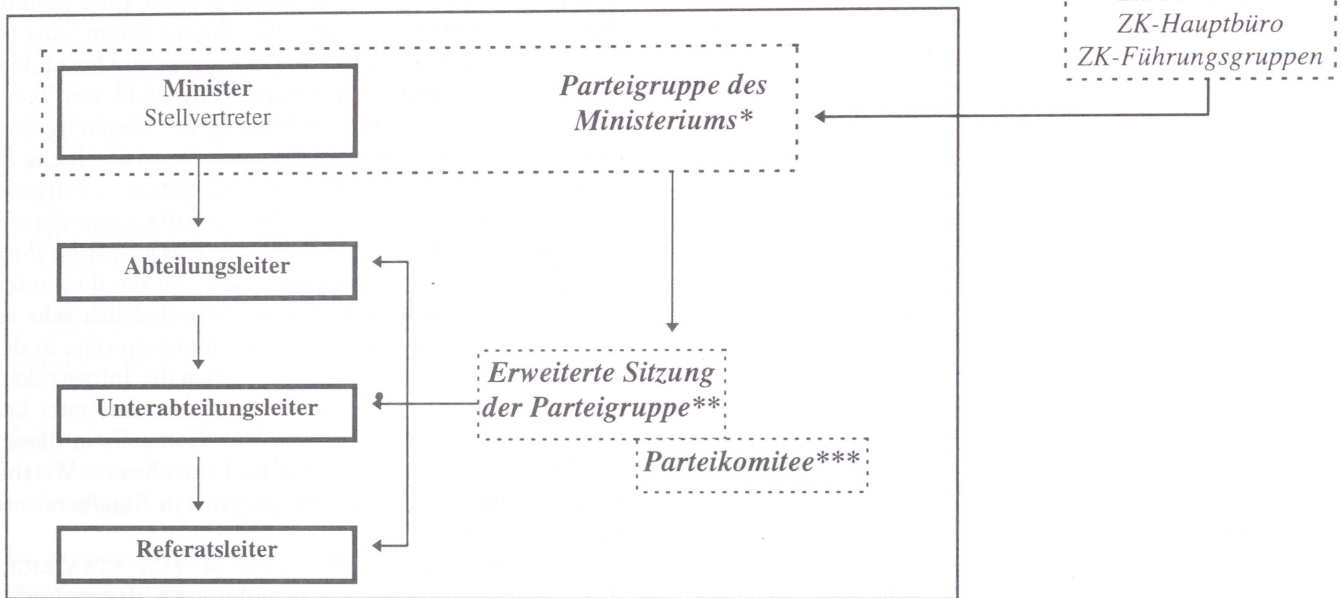 ZK-Hauptbüro
ZK-Führungsgruppen
Minister
Stellvertreter
Parteigruppe des
Ministeriums*
Abteilungsleiter
Erweiterte Sitzung
der Parteigruppe**
Unterabteilungsleiter
Parteikomitee***
Referatsleiter